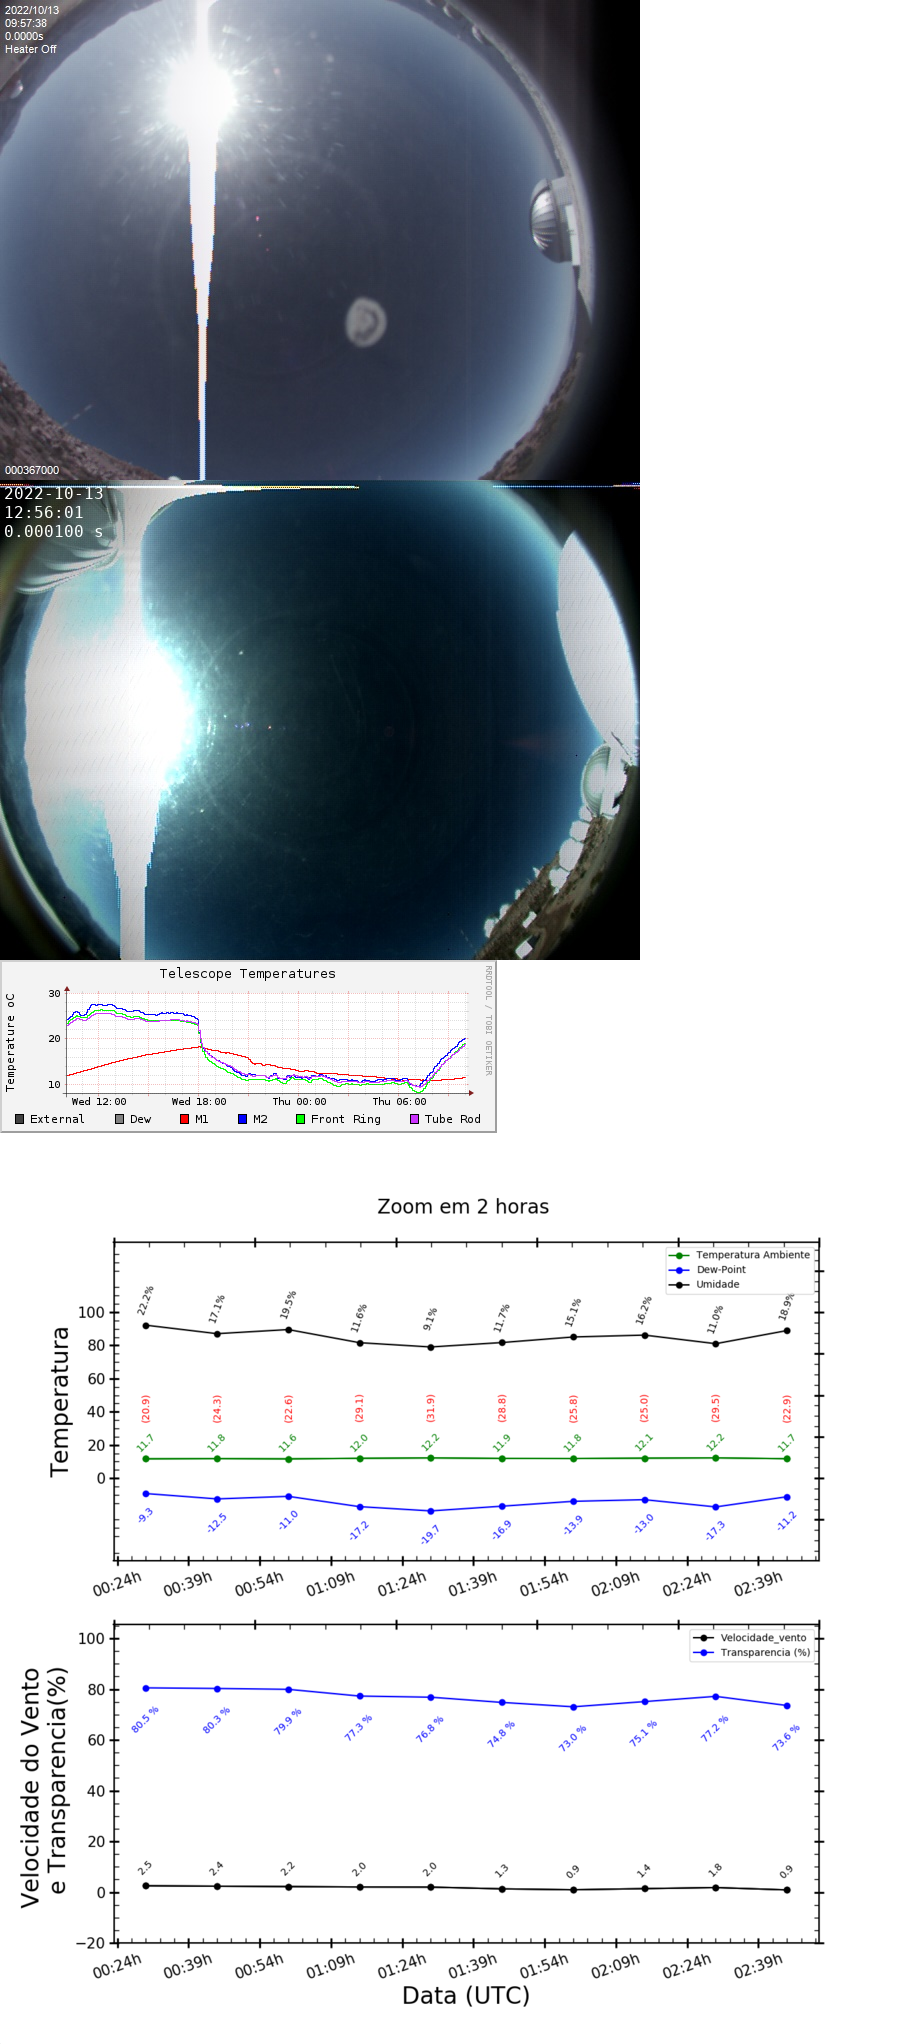 2022/10/13
09:57:38
0.0000s
Heater Off
000367000
2022-10-13
12:56:01
0.000100 s
Telescope Temperatures
Temperature oC
30
20
10
Wed 12:00 Wed 18:00 Thu 00:00 Thu 06:00
External Dew M1 M2 Front Ring Tube Rod
RRDTOOL / TOBI OETIKER
Zoom em 2 horas
Temperatura Ambiente
Dew-Point
Umidade
Temperatura
100
80
60
40
20
0
22.2% 17.1% 19.5% 11.6% 9.1% 11.7% 15.1% 16.2% 11.0% 18.9%
(20.9) (24.3) (22.6) (29.1) (31.9) (28.8) (25.8) (25.0) (29.5) (22.9)
11.7 11.8 11.6 12.0 12.2 11.9 11.8 12.1 12.2 11.7
-9.3 -12.5 -11.0 -17.2 -19.7 -16.9 -13.9 -13.0 -17.3 -11.2
00:24h 00:39h 00:54h 01:09h 01:24h 01:39h 01:54h 02:09h 02:24h 02:39h
Velocidade_vento
Transparencia (%)
Velocidade do Vento
e Transparencia(%)
100
80
60
40
20
0
−20
80.5 % 80.3 % 79.9 % 77.3 % 76.8 % 74.8 % 73.0 % 75.1 % 77.2 % 73.6 %
2.5 2.4 2.2 2.0 2.0 1.3 0.9 1.4 1.8 0.9
00:24h 00:39h 00:54h 01:09h 01:24h 01:39h 01:54h 02:09h 02:24h 02:39h
Data (UTC)